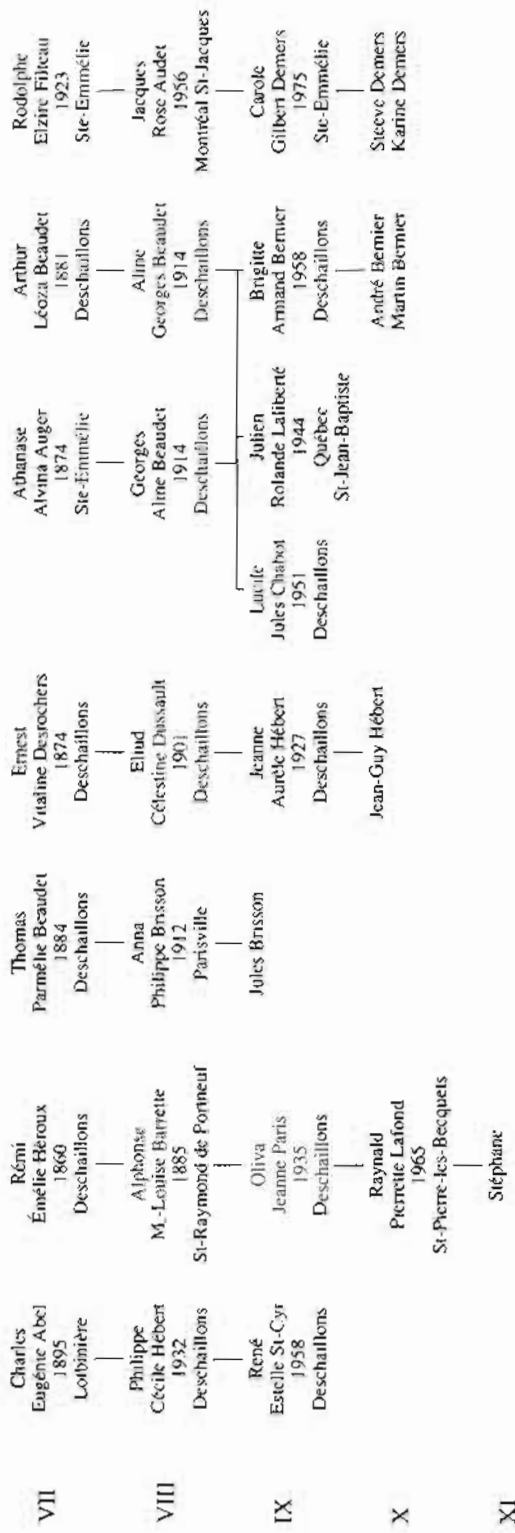 VII
Charles
Eugénie Abel
1895
Lotbinière
Rémi
Émélie Héroux
1860
Deschaillons
Thomas
Parmélie Beaudet
1884
Deschaillons
Ernest
Vitaline Desrochers
1874
Deschaillons
Athanase
Alvina Auger
1874
Ste-Emmélie
Arthur
Léoza Beaudet
1881
Deschaillons
Rodolphe
Elzire Filteau
1923
Ste-Emmélie
VIII
Philippe
Cécile Hébert
1932
Deschaillons
Alphonse
M.-Louise Barrette
1885
St-Raymond de Portneuf
Anna
Philippe Brisson
1912
Parisville
Eliud
Célestine Dussault
1901
Deschaillons
Georges
Aline Beaudet
1914
Deschaillons
Aline
Georges Beaudet
1914
Deschaillons
Jacques
Rose Audet
1956
Montréal St-Jacques
IX
René
Estelle St-Cyr
1958
Deschaillons
Oliva
Jeanne Paris
1935
Deschaillons
Jules Brisson
Jeanne
Aurèle Hébert
1927
Deschaillons
Lucile
Jules Chabot
1951
Deschaillons
Julien
Rolande Laliberté
1944
Québec
St-Jean-Baptiste
Brigitte
Armand Bernier
1958
Deschaillons
Carole
Gilbert Demers
1975
Ste-Emmélie
X
Raynald
Pierrette Lafond
1965
St-Pierre-les-Becquets
Jean-Guy Hébert
André Bernier
Martin Bernier
Steeve Demers
Karine Demers
XI
Stéphane